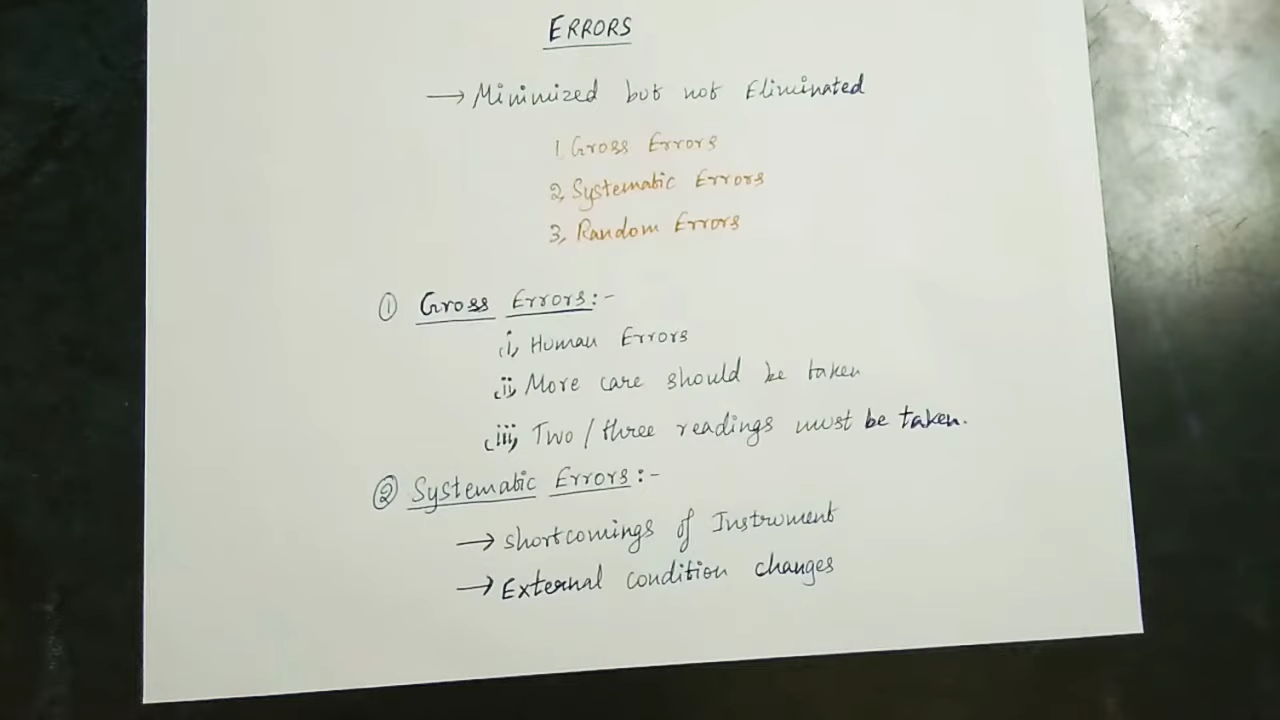 ERRORS
→ Minimized but not Eliminated
1. Gross Errors
2, Systematic Errors
3, Random Errors
① Gross Errors:-
(i, Human Errors
(ii, More care should be taken
(iii, Two / three readings must be taken.
② Systematic Errors:-
→ shortcomings of Instrument
→ External condition changes